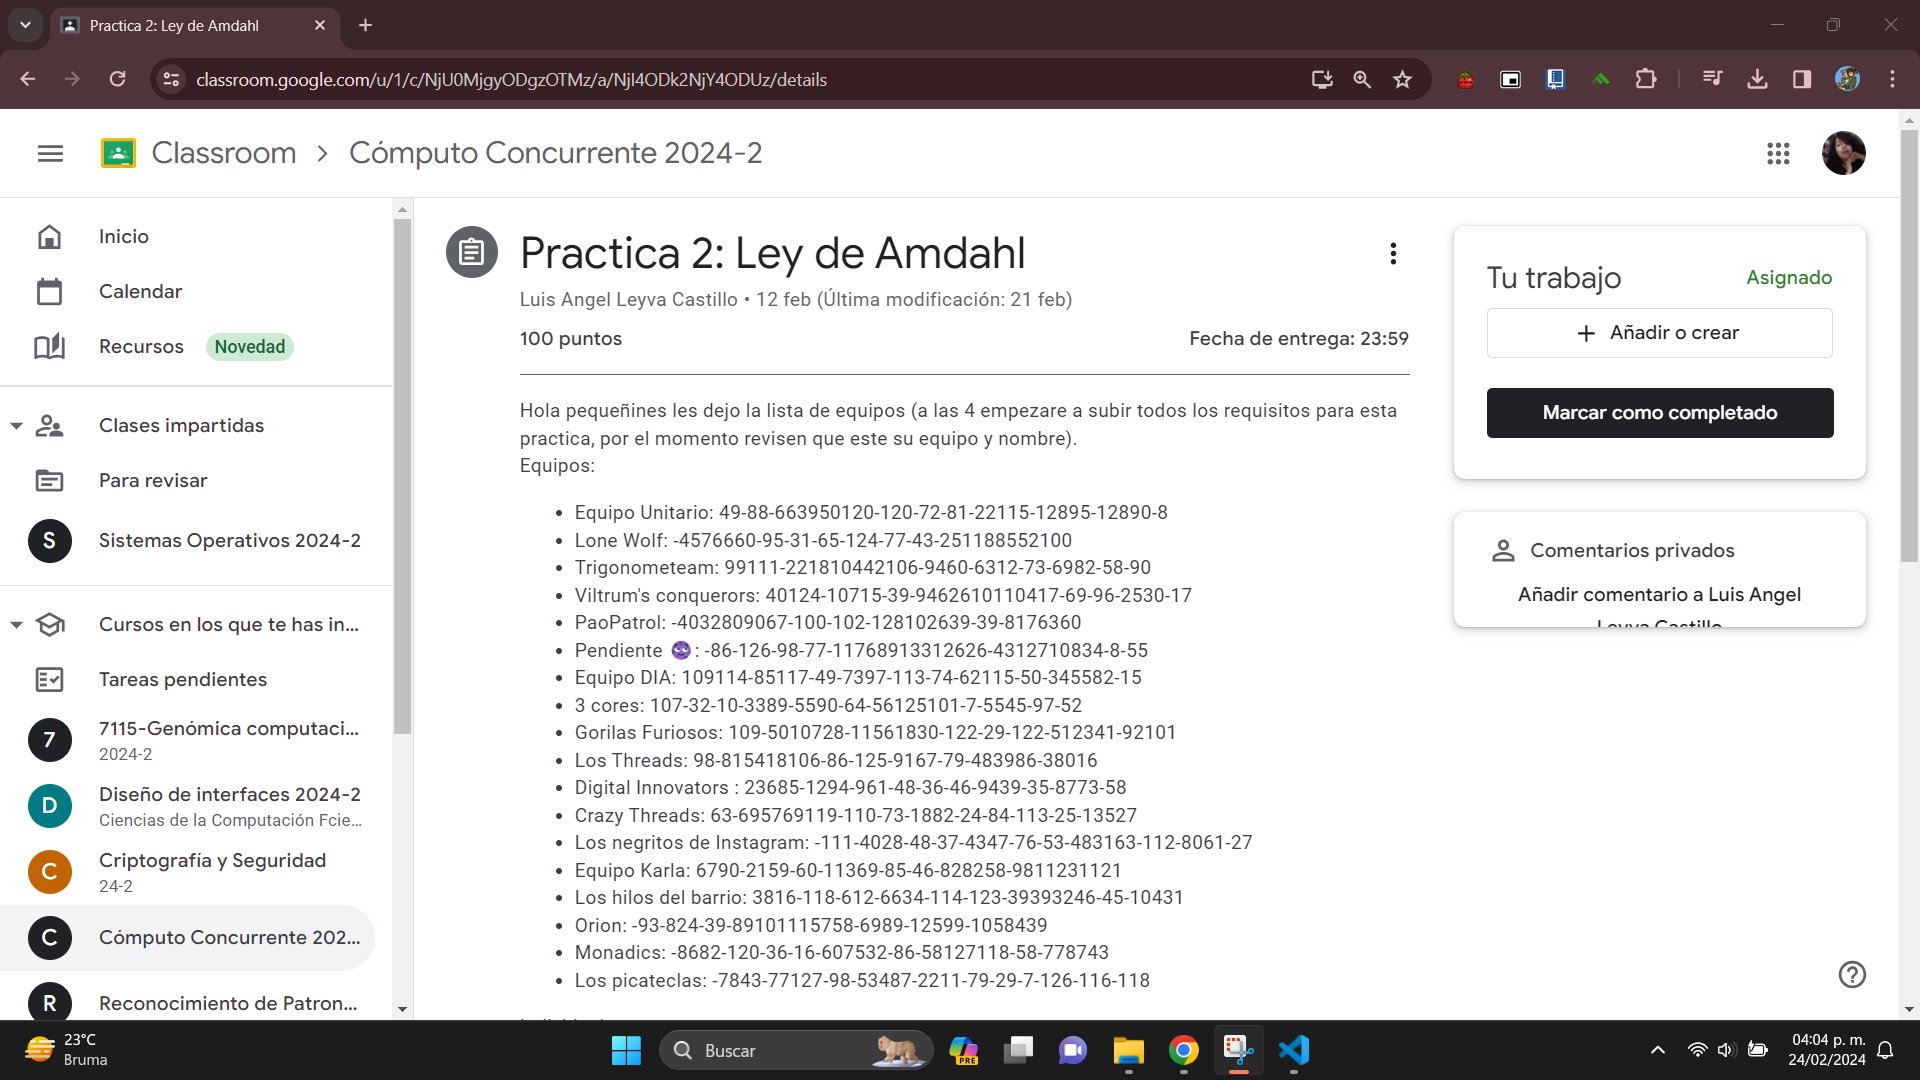 Practica 2: Ley de Amdahl
classroom.google.com/u/1/c/NjU0MjgyODgzOTMz/a/NjI4ODk2NjY4ODUz/details
Classroom > Cómputo Concurrente 2024-2
Inicio
Calendar
Recursos Novedad
Clases impartidas
Para revisar
S Sistemas Operativos 2024-2
Cursos en los que te has in...
Tareas pendientes
7 7115-Genómica computaci...
2024-2
D Diseño de interfaces 2024-2
Ciencias de la Computación Fcie...
C Criptografía y Seguridad
24-2
C Cómputo Concurrente 202...
R Reconocimiento de Patron...
Practica 2: Ley de Amdahl
Luis Angel Leyva Castillo • 12 feb (Última modificación: 21 feb)
100 puntos Fecha de entrega: 23:59
Hola pequeñines les dejo la lista de equipos (a las 4 empezare a subir todos los requisitos para esta
practica, por el momento revisen que este su equipo y nombre).
Equipos:
• Equipo Unitario: 49-88-663950120-120-72-81-22115-12895-12890-8
• Lone Wolf: -4576660-95-31-65-124-77-43-251188552100
• Trigonometeam: 99111-221810442106-9460-6312-73-6982-58-90
• Viltrum's conquerors: 40124-10715-39-9462610110417-69-96-2530-17
• PaoPatrol: -4032809067-100-102-128102639-39-8176360
• Pendiente 🌚: -86-126-98-77-11768913312626-4312710834-8-55
• Equipo DIA: 109114-85117-49-7397-113-74-62115-50-345582-15
• 3 cores: 107-32-10-3389-5590-64-56125101-7-5545-97-52
• Gorilas Furiosos: 109-5010728-11561830-122-29-122-512341-92101
• Los Threads: 98-815418106-86-125-9167-79-483986-38016
• Digital Innovators : 23685-1294-961-48-36-46-9439-35-8773-58
• Crazy Threads: 63-695769119-110-73-1882-24-84-113-25-13527
• Los negritos de Instagram: -111-4028-48-37-4347-76-53-483163-112-8061-27
• Equipo Karla: 6790-2159-60-11369-85-46-828258-9811231121
• Los hilos del barrio: 3816-118-612-6634-114-123-39393246-45-10431
• Orion: -93-824-39-89101115758-6989-12599-1058439
• Monadics: -8682-120-36-16-607532-86-58127118-58-778743
• Los picateclas: -7843-77127-98-53487-2211-79-29-7-126-116-118
Tu trabajo Asignado
+ Añadir o crear
Marcar como completado
Comentarios privados
Añadir comentario a Luis Angel
Leyva Castillo
23°C
Bruma
Buscar
PRE
04:04 p. m.
24/02/2024